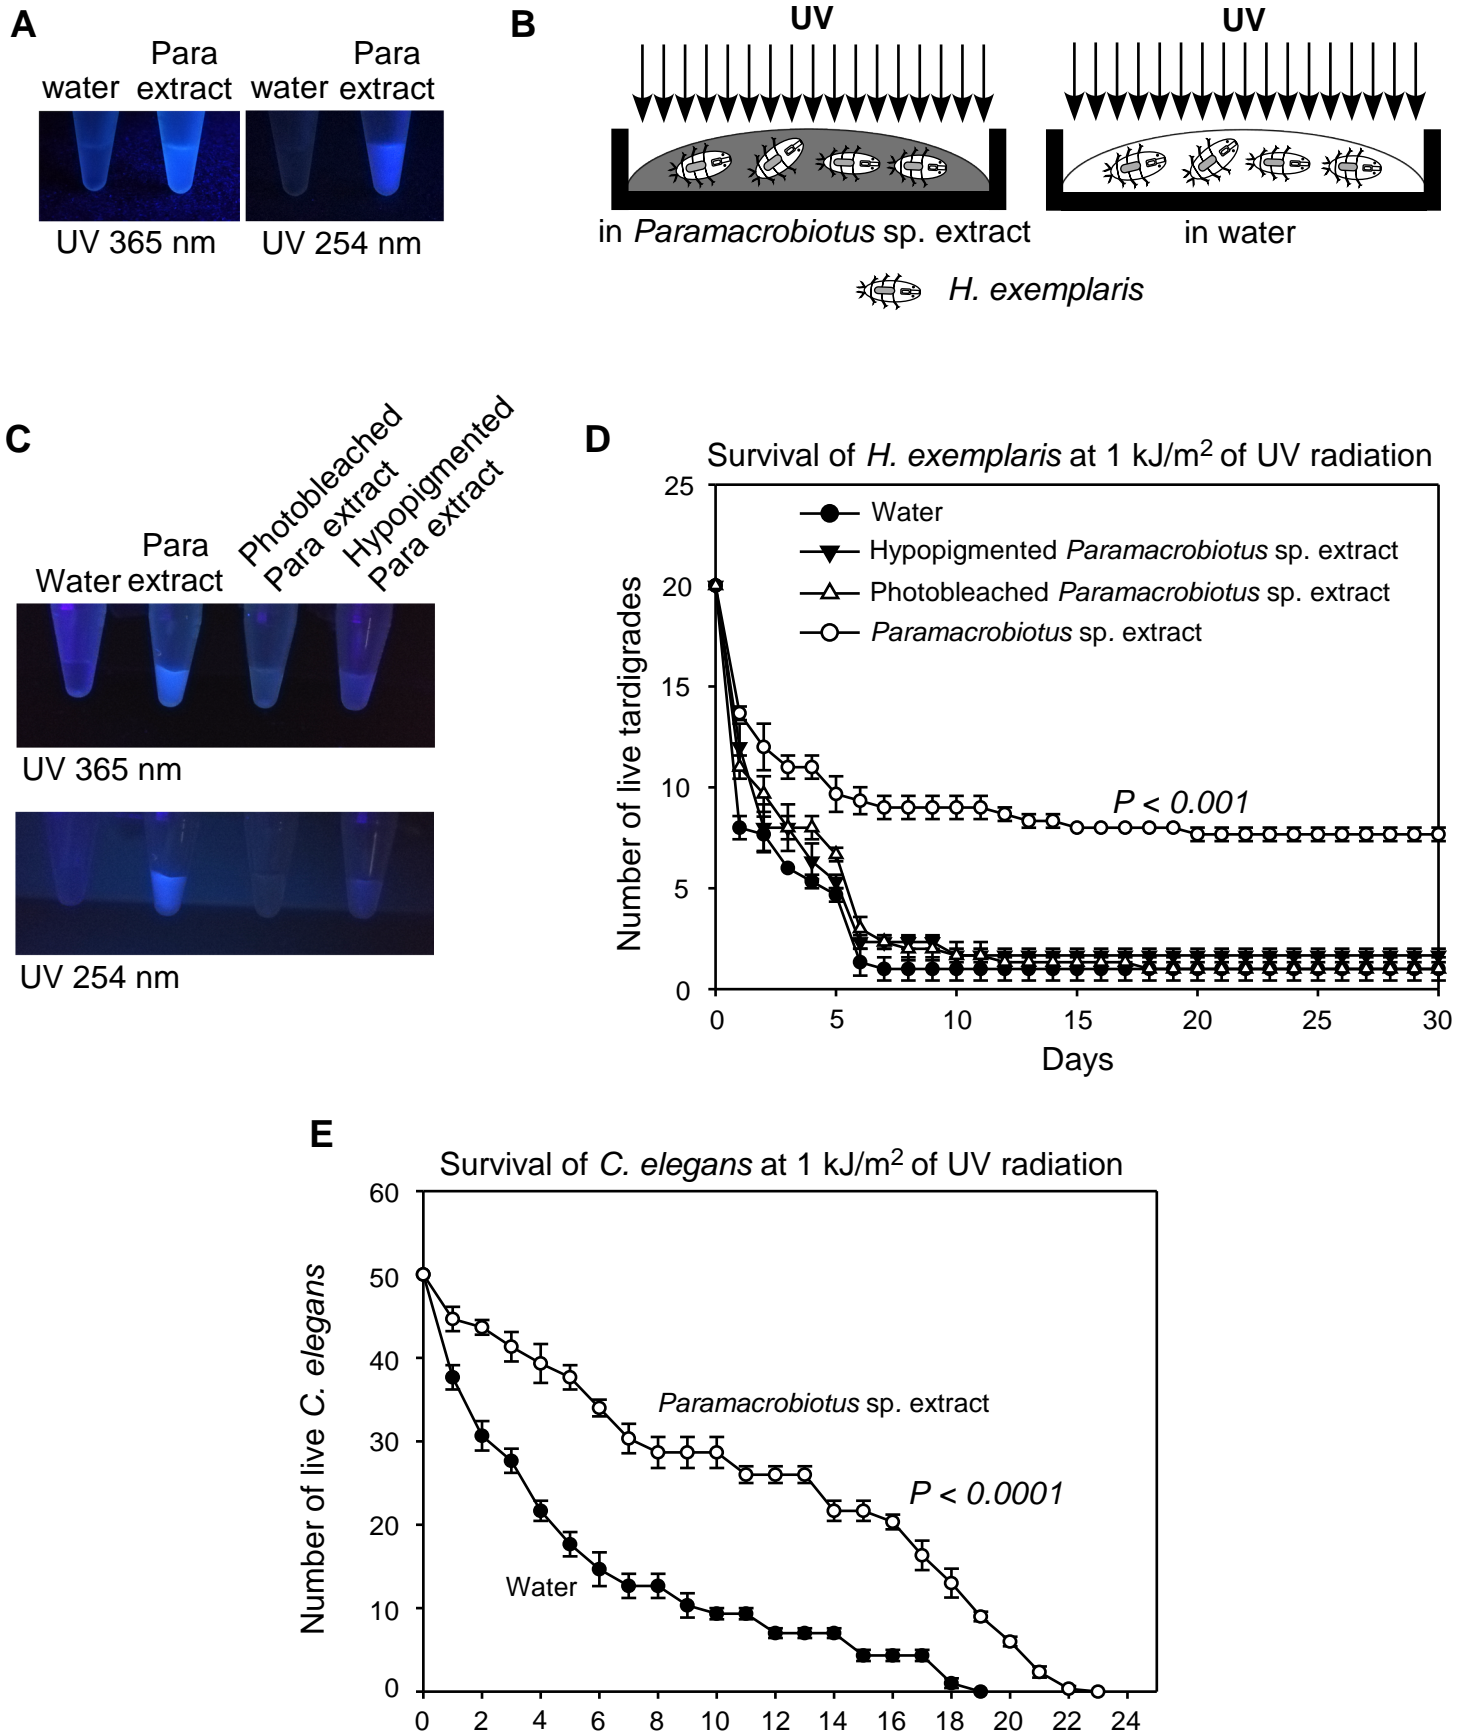 A
water
Para
extract
water
Para
extract
UV 365 nm
UV 254 nm
B
UV
UV
in Paramacrobiotus sp. extract
in water
H. exemplaris
C
Water
Para
extract
Photobleached
Para extract
Hypopigmented
Para extract
UV 365 nm
UV 254 nm
D
Survival of H. exemplaris at 1 kJ/m2 of UV radiation
Number of live tardigrades
25
20
15
10
5
0
Water
Hypopigmented Paramacrobiotus sp. extract
Photobleached Paramacrobiotus sp. extract
Paramacrobiotus sp. extract
P < 0.001
0 5 10 15 20 25 30
Days
E
Survival of C. elegans at 1 kJ/m2 of UV radiation
Number of live C. elegans
60
50
40
30
20
10
0
Paramacrobiotus sp. extract
P < 0.0001
Water
0 2 4 6 8 10 12 14 16 18 20 22 24